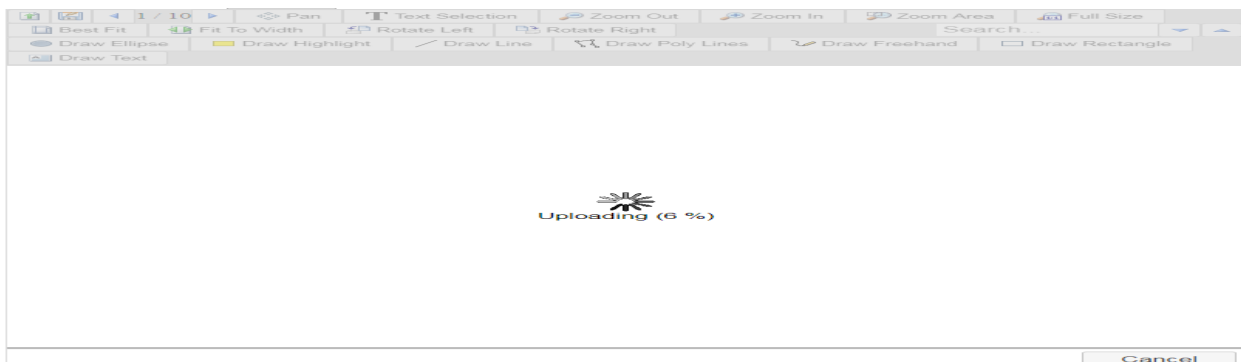 1 / 10 Pan Text Selection Zoom Out Zoom In Zoom Area Full Size
Best Fit Fit To Width Rotate Left Rotate Right Search...
Draw Ellipse Draw Highlight Draw Line Draw Poly Lines Draw Freehand Draw Rectangle
Draw Text
Uploading (6 %)
Cancel